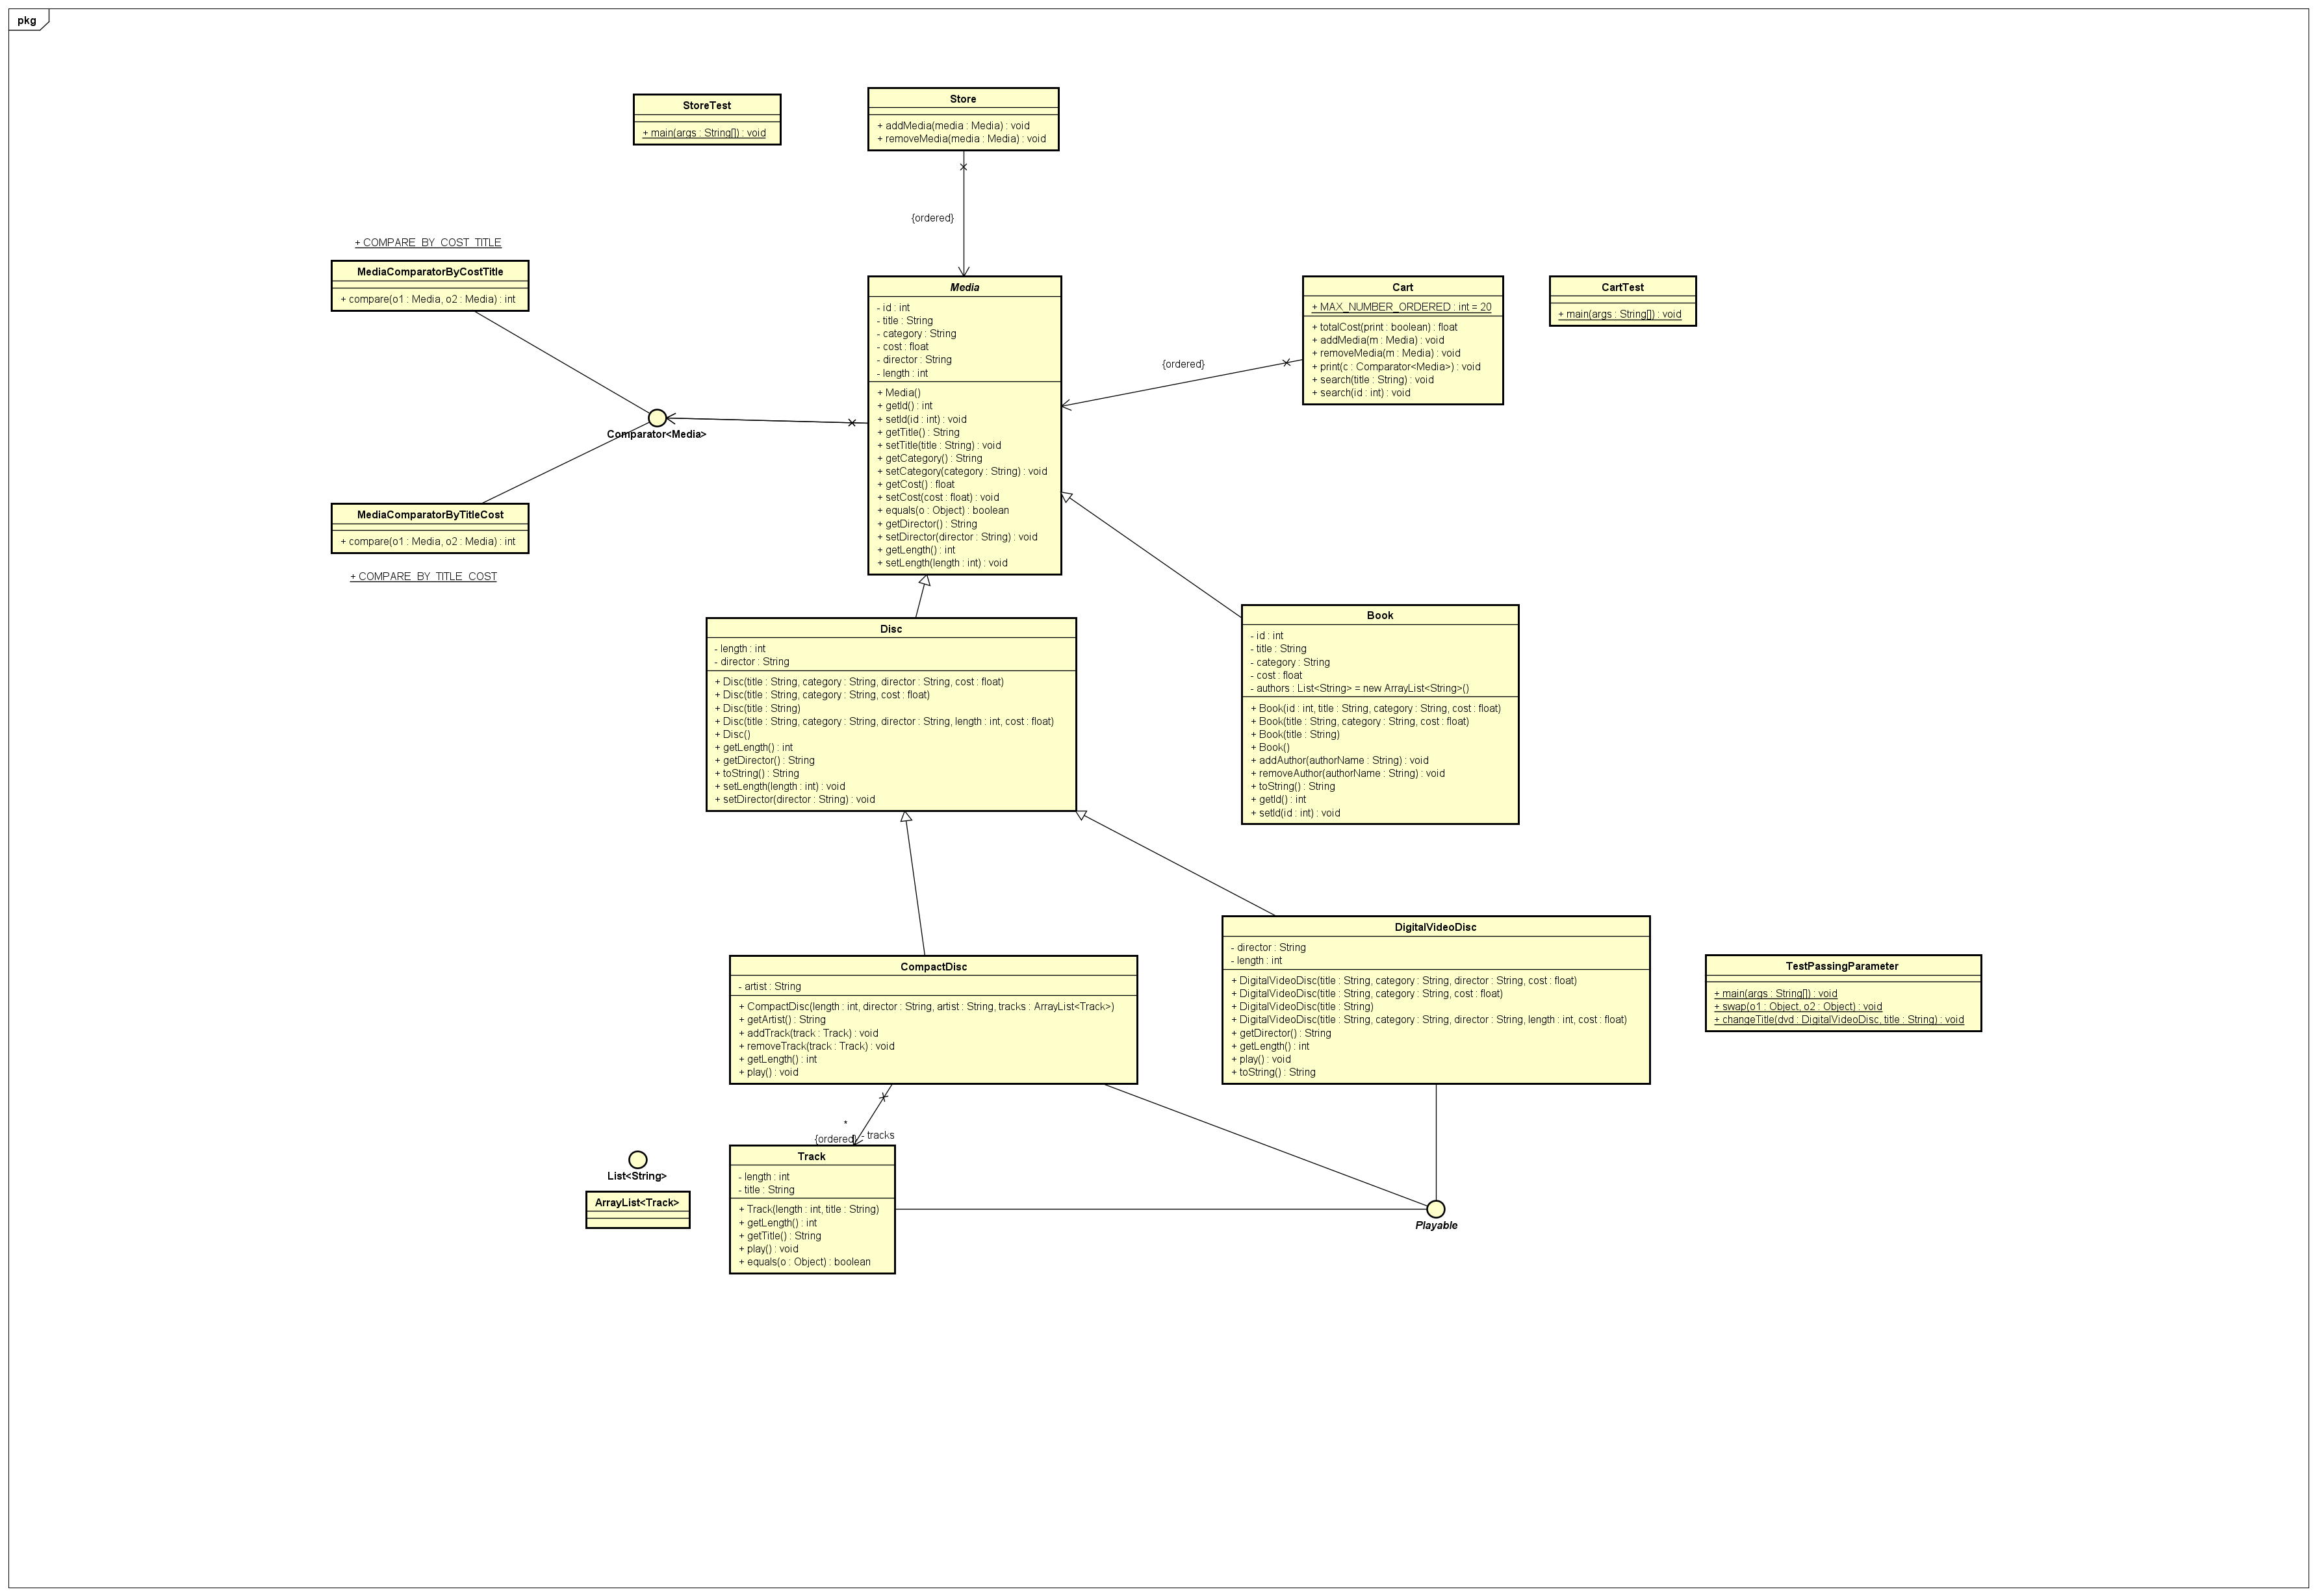 pkg
StoreTest
+ main(args : String[]) : void
Store
+ addMedia(media : Media) : void
+ removeMedia(media : Media) : void
{ordered}
+ COMPARE_BY_COST_TITLE
MediaComparatorByCostTitle
+ compare(o1 : Media, o2 : Media) : int
Comparator<Media>
MediaComparatorByTitleCost
+ compare(o1 : Media, o2 : Media) : int
+ COMPARE_BY_TITLE_COST
Media
- id : int
- title : String
- category : String
- cost : float
- director : String
- length : int
+ Media()
+ getId() : int
+ setId(id : int) : void
+ getTitle() : String
+ setTitle(title : String) : void
+ getCategory() : String
+ setCategory(category : String) : void
+ getCost() : float
+ setCost(cost : float) : void
+ equals(o : Object) : boolean
+ getDirector() : String
+ setDirector(director : String) : void
+ getLength() : int
+ setLength(length : int) : void
{ordered}
Cart
+ MAX_NUMBER_ORDERED : int = 20
+ totalCost(print : boolean) : float
+ addMedia(m : Media) : void
+ removeMedia(m : Media) : void
+ print(c : Comparator<Media>) : void
+ search(title : String) : void
+ search(id : int) : void
CartTest
+ main(args : String[]) : void
Disc
- length : int
- director : String
+ Disc(title : String, category : String, director : String, cost : float)
+ Disc(title : String, category : String, cost : float)
+ Disc(title : String)
+ Disc(title : String, category : String, director : String, length : int, cost : float)
+ Disc()
+ getLength() : int
+ getDirector() : String
+ toString() : String
+ setLength(length : int) : void
+ setDirector(director : String) : void
Book
- id : int
- title : String
- category : String
- cost : float
- authors : List<String> = new ArrayList<String>()
+ Book(id : int, title : String, category : String, cost : float)
+ Book(title : String, category : String, cost : float)
+ Book(title : String)
+ Book()
+ addAuthor(authorName : String) : void
+ removeAuthor(authorName : String) : void
+ toString() : String
+ getId() : int
+ setId(id : int) : void
CompactDisc
- artist : String
+ CompactDisc(length : int, director : String, artist : String, tracks : ArrayList<Track>)
+ getArtist() : String
+ addTrack(track : Track) : void
+ removeTrack(track : Track) : void
+ getLength() : int
+ play() : void
DigitalVideoDisc
- director : String
- length : int
+ DigitalVideoDisc(title : String, category : String, director : String, cost : float)
+ DigitalVideoDisc(title : String, category : String, cost : float)
+ DigitalVideoDisc(title : String)
+ DigitalVideoDisc(title : String, category : String, director : String, length : int, cost : float)
+ getDirector() : String
+ getLength() : int
+ play() : void
+ toString() : String
TestPassingParameter
+ main(args : String[]) : void
+ swap(o1 : Object, o2 : Object) : void
+ changeTitle(dvd : DigitalVideoDisc, title : String) : void
*
{ordered} - tracks
List<String>
ArrayList<Track>
Track
- length : int
- title : String
+ Track(length : int, title : String)
+ getLength() : int
+ getTitle() : String
+ play() : void
+ equals(o : Object) : boolean
Playable